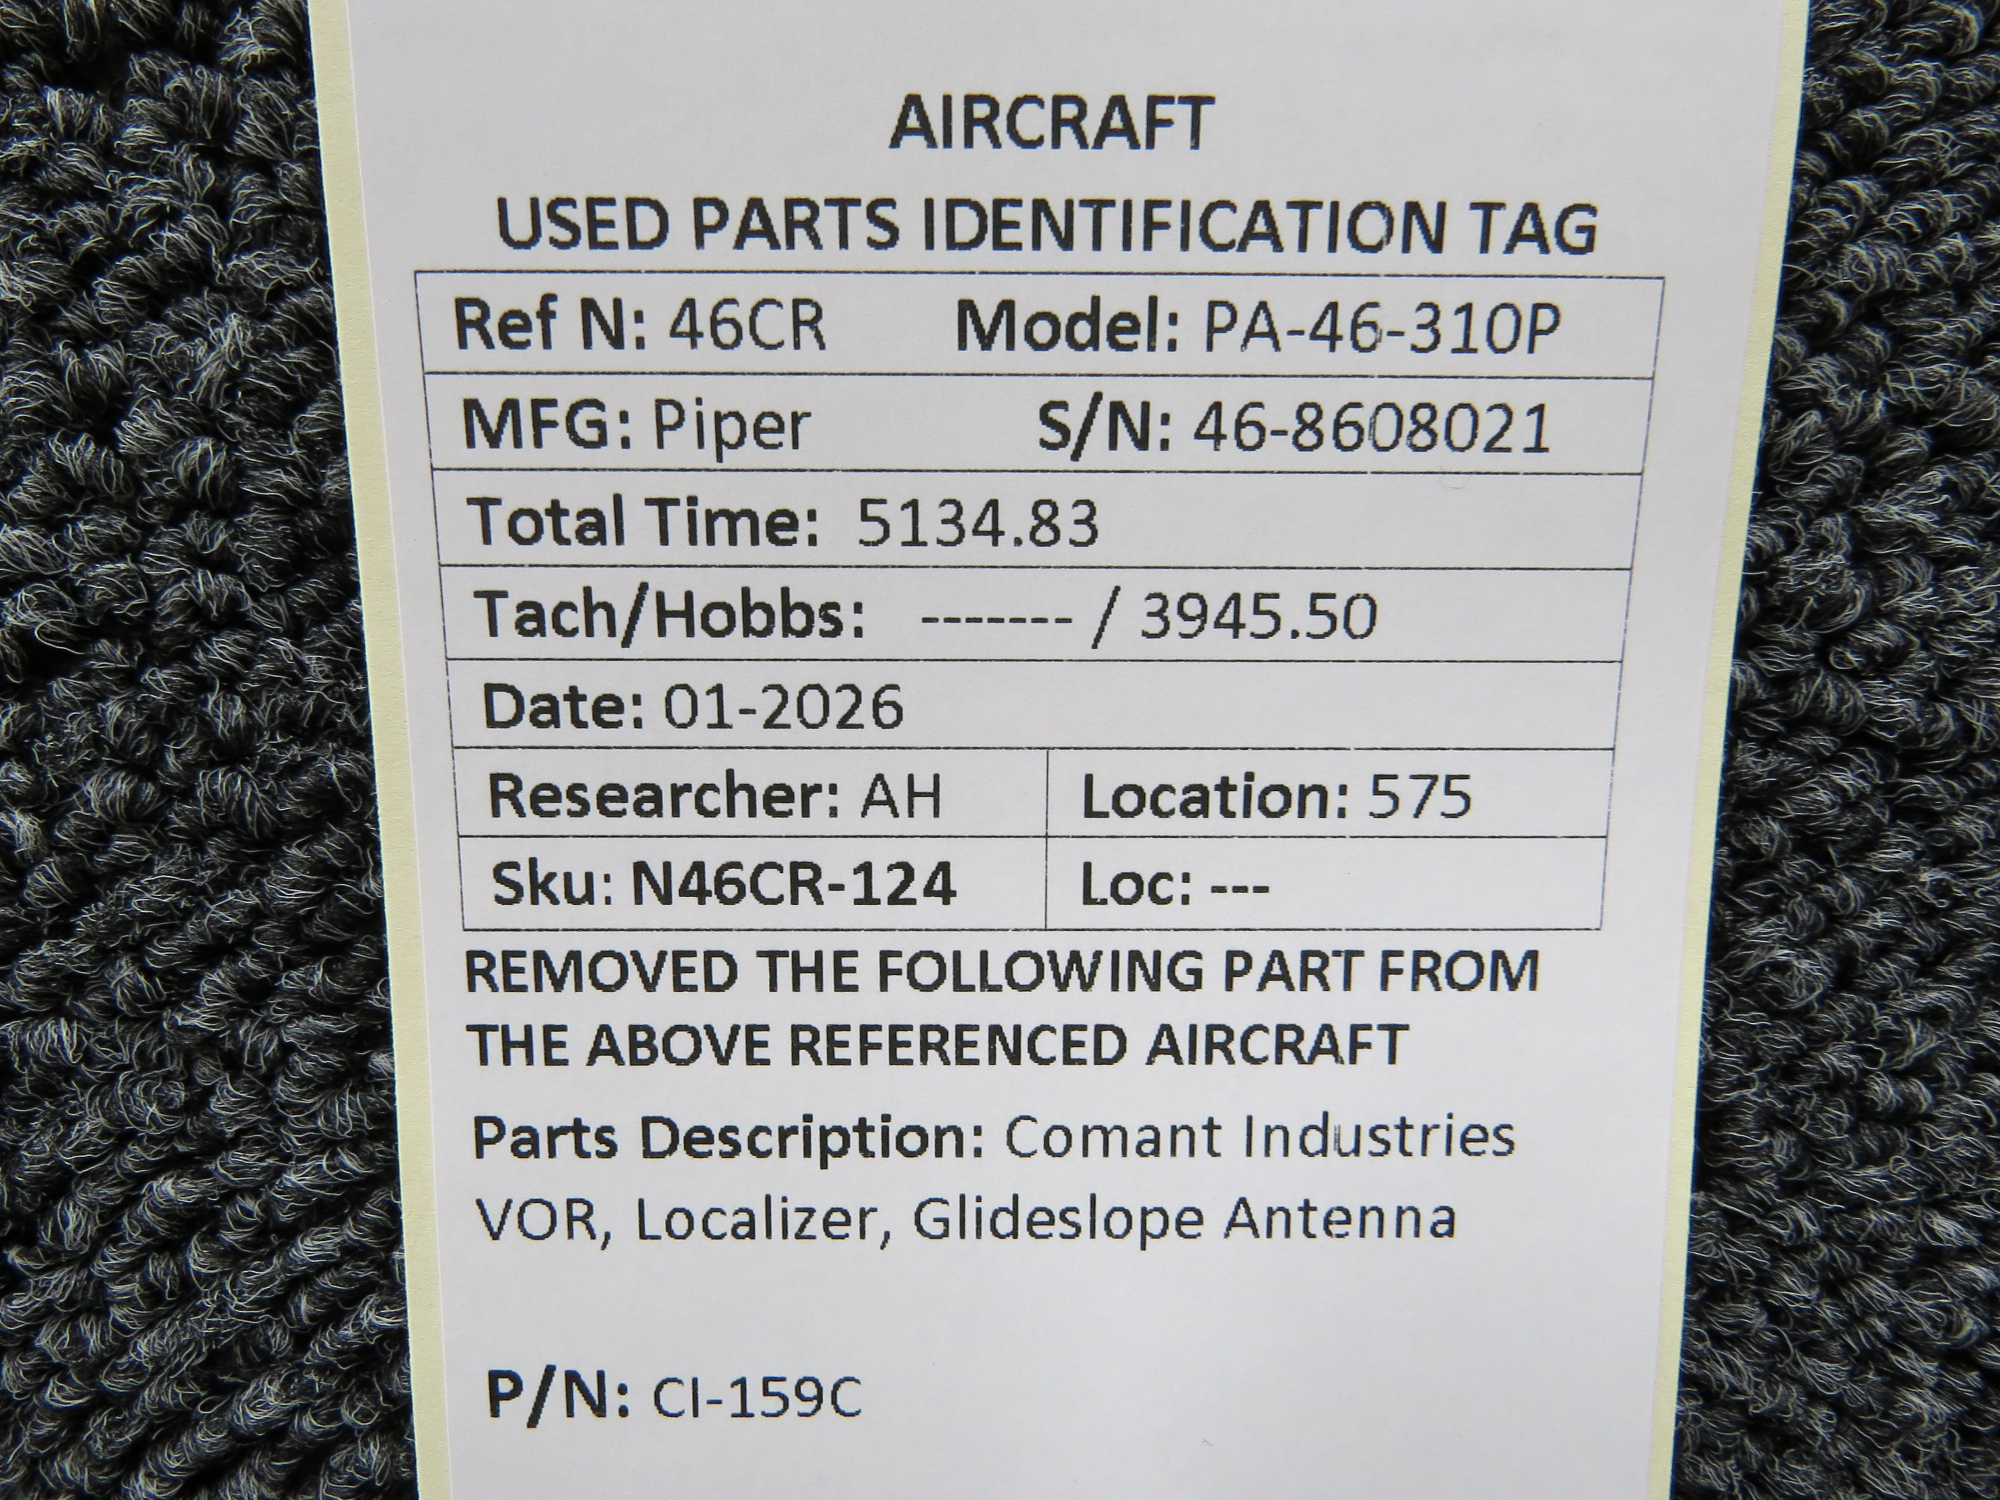 AIRCRAFT
USED PARTS IDENTIFICATION TAG
Ref N: 46CR Model: PA-46-310P
MFG: Piper S/N: 46-8608021
Total Time: 5134.83
Tach/Hobbs: ------- / 3945.50
Date: 01-2026
Researcher: AH Location: 575
Sku: N46CR-124 Loc: ---
REMOVED THE FOLLOWING PART FROM
THE ABOVE REFERENCED AIRCRAFT
Parts Description: Comant Industries
VOR, Localizer, Glideslope Antenna
P/N: CI-159C